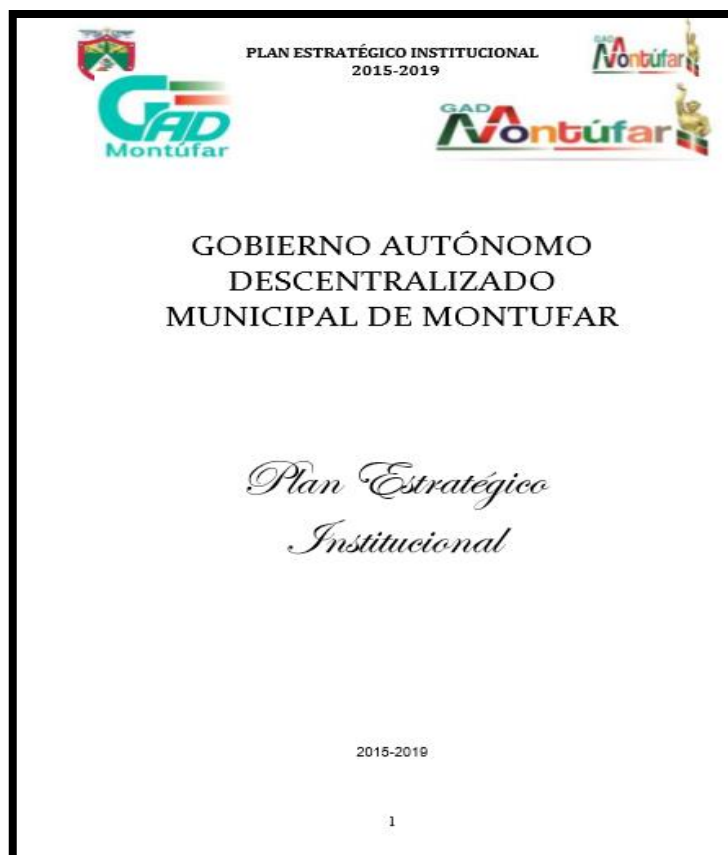 PLAN ESTRATÉGICO INSTITUCIONAL
2015-2019
GAD
Montúfar
GAD
Montúfar
GAD
Montúfar
GOBIERNO AUTÓNOMO
DESCENTRALIZADO
MUNICIPAL DE MONTUFAR
Plan Estratégico
Institucional
2015-2019
1